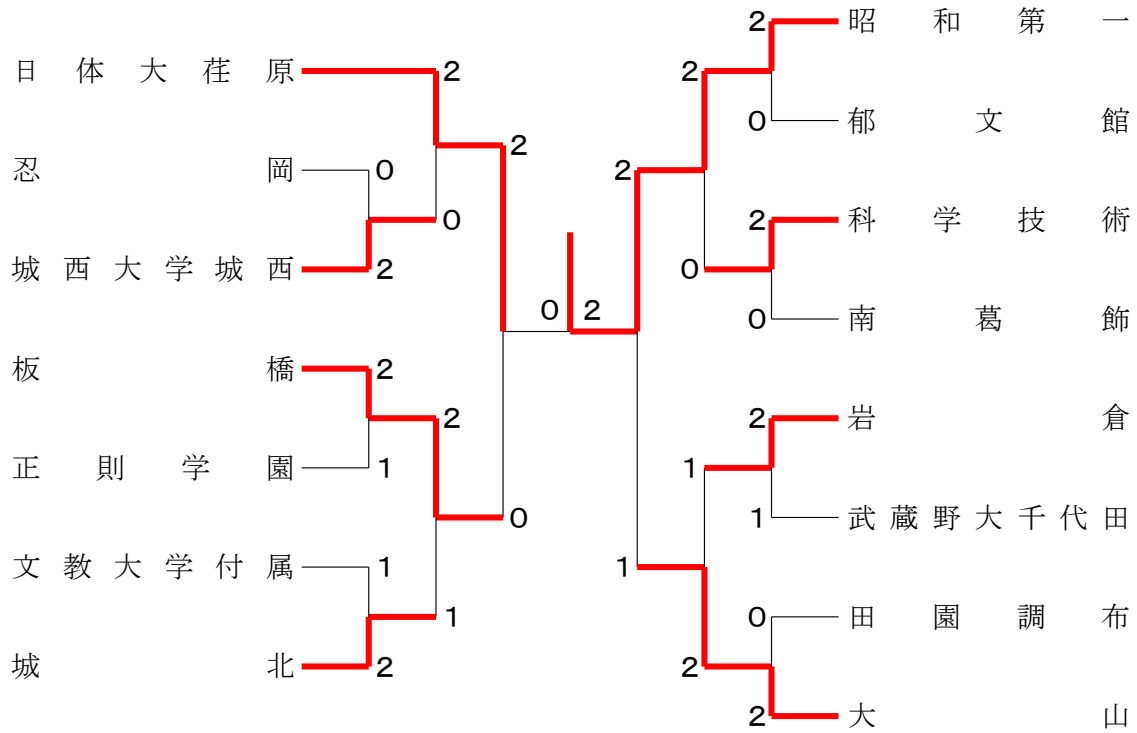 昭和第一
2
日体大荏原
2
2
0
郁文館
2
忍岡
0
2
0
2
科学技術
城西大学城西
2
0
0
南葛飾
0
2
板橋
2
2
2
岩倉
正則学園
1
1
0
1
武蔵野大千代田
文教大学付属
1
1
1
0
田園調布
城北
2
2
2
大山